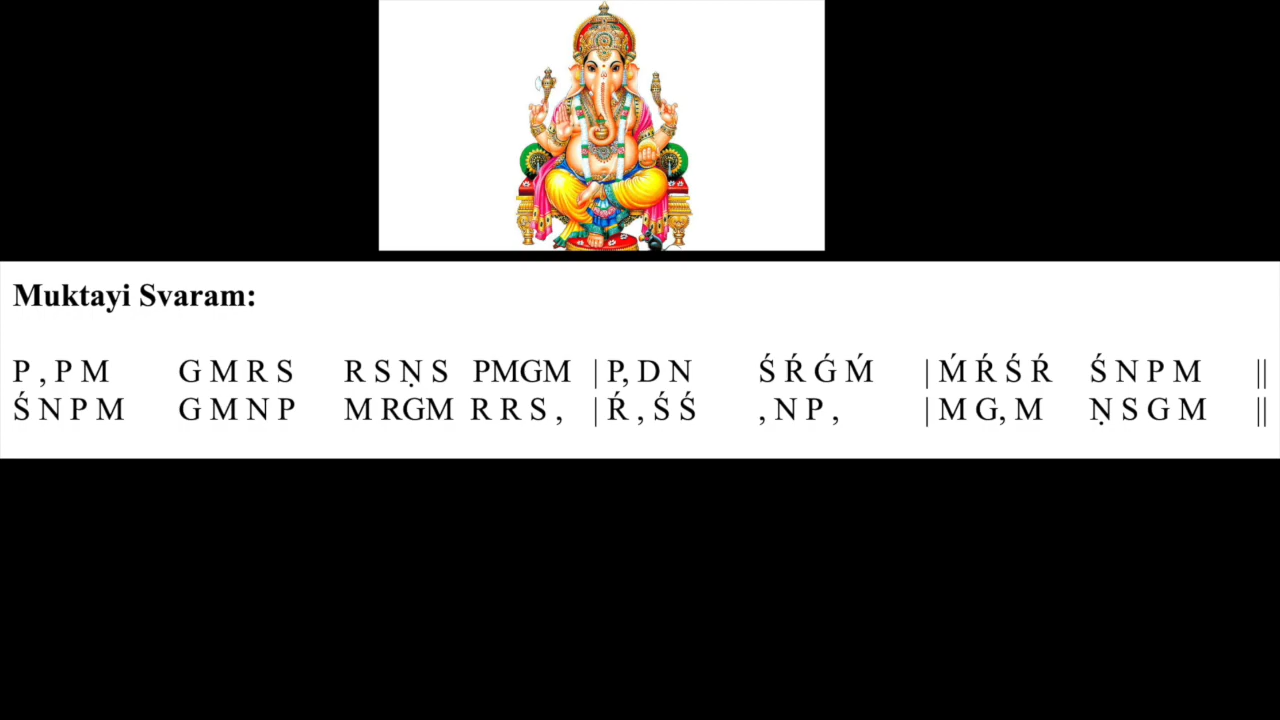 Muktayi Svaram:
P , P M G M R S R S Ṇ S PMGM | P, D N Ś Ŕ Ǵ Ḿ | Ḿ Ŕ Ś Ŕ Ś N P M ||
Ś N P M G M N P M RGM R R S , | Ŕ , Ś Ś , N P , | M G, M Ṇ S G M ||